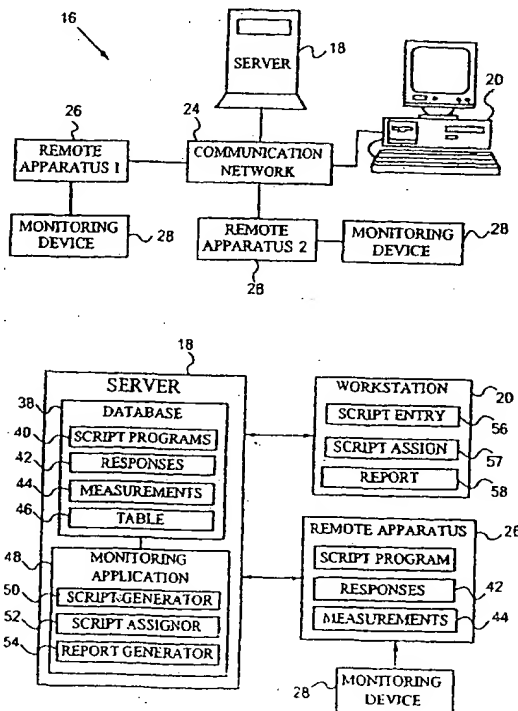 16
SERVER
18
20
26
REMOTE APPARATUS 1
24
COMMUNICATION NETWORK
MONITORING DEVICE
28
REMOTE APPARATUS 2
28
MONITORING DEVICE
28
18
SERVER
38
DATABASE
40
SCRIPT PROGRAMS
42
RESPONSES
44
MEASUREMENTS
46
TABLE
48
MONITORING APPLICATION
50
SCRIPT GENERATOR
52
SCRIPT ASSIGNOR
54
REPORT GENERATOR
WORKSTATION
20
SCRIPT ENTRY
56
SCRIPT ASSIGN
57
REPORT
58
REMOTE APPARATUS
26
SCRIPT PROGRAM
RESPONSES
42
MEASUREMENTS
44
28
MONITORING DEVICE